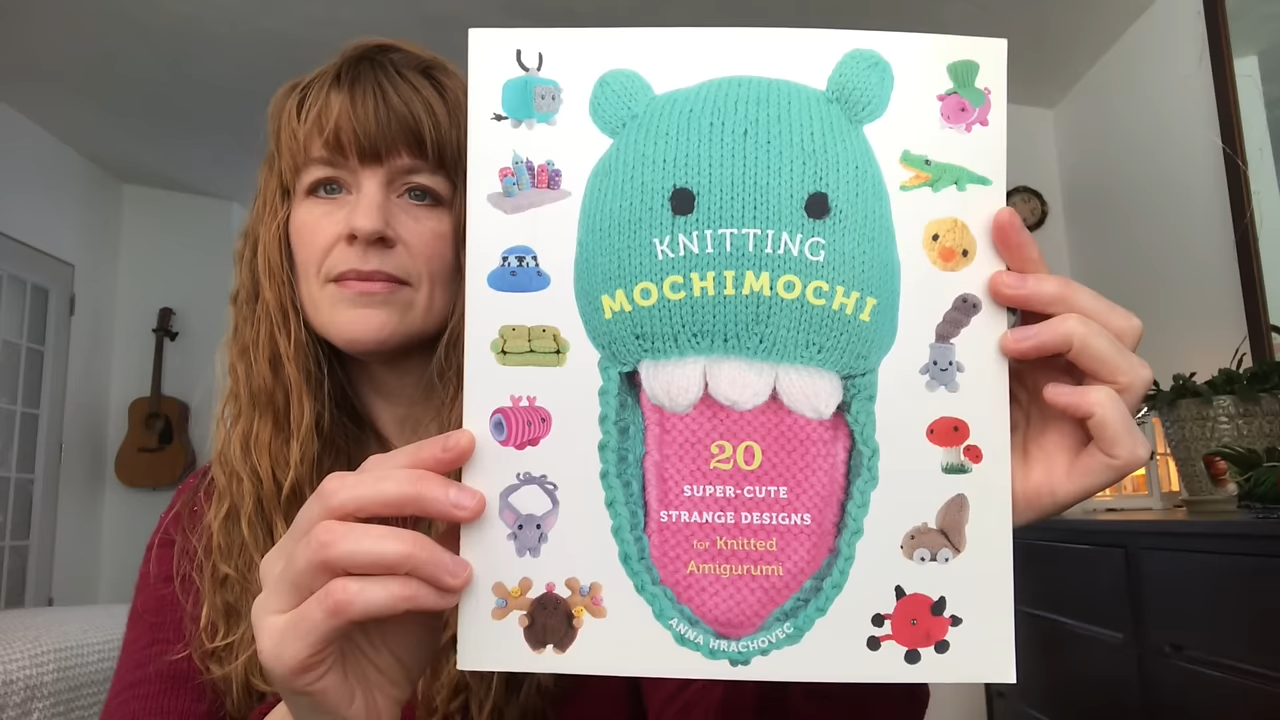 KNITTING
MOCHIMOCHI
20
SUPER-CUTE
STRANGE DESIGNS
for Knitted
Amigurumi
ANNA HRACHOVEC